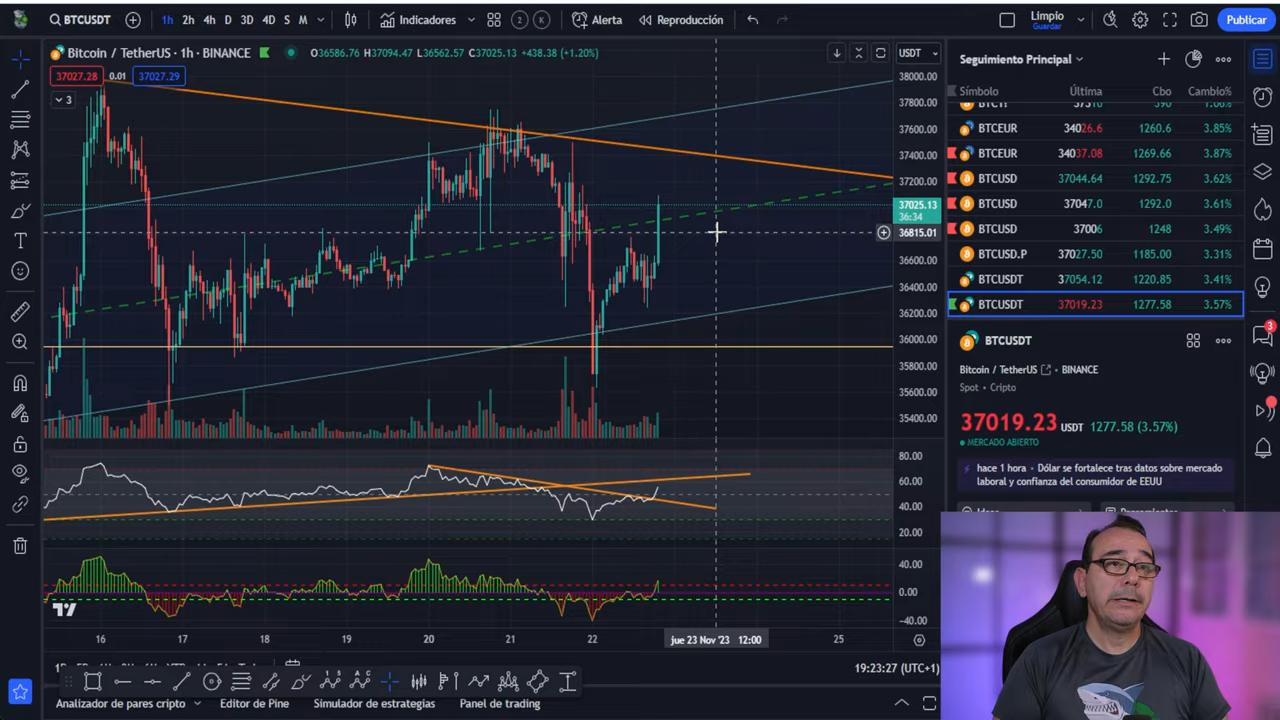 BTCUSDT 1h 2h 4h D 3D 4D S M Indicadores 2 K Alerta Reproducción Limpio Guardar Publicar
Bitcoin / TetherUS · 1h · BINANCE O36586.76 H37094.47 L36562.57 C37025.13 +438.38 (+1.20%) USDT
37027.28 0.01 37027.29
3
38000.00
37800.00
37600.00
37400.00
37200.00
37025.13
36:34
36815.01
36600.00
36400.00
36200.00
36000.00
35800.00
35600.00
35400.00
80.00
60.00
40.00
20.00
40.00
0.00
−40.00
16 17 18 19 20 21 22 jue 23 Nov '23 12:00 25
19:23:27 (UTC+1)
Analizador de pares cripto Editor de Pine Simulador de estrategias Panel de trading
Seguimiento Principal
Símbolo Última Cbo Cambio%
BTCEUR 34026.6 1260.6 3.85%
BTCEUR 34037.08 1269.66 3.87%
BTCUSD 37044.64 1292.75 3.62%
BTCUSD 37047.0 1292.0 3.61%
BTCUSD 37006 1248 3.49%
BTCUSD.P 37027.50 1185.00 3.31%
BTCUSDT 37054.12 1220.85 3.41%
BTCUSDT 37019.23 1277.58 3.57%
BTCUSDT
Bitcoin / TetherUS · BINANCE
Spot · Cripto
37019.23 USDT 1277.58 (3.57%)
MERCADO ABIERTO
hace 1 hora · Dólar se fortalece tras datos sobre mercado
laboral y confianza del consumidor de EEUU
3